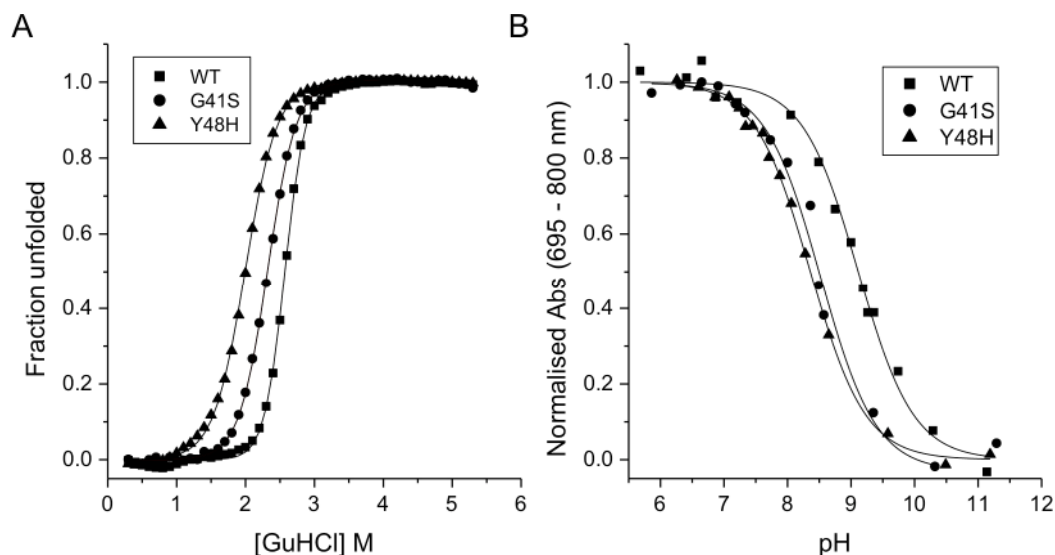 A
WT
G41S
Y48H
Fraction unfolded
1.0
0.8
0.6
0.4
0.2
0.0
0 1 2 3 4 5 6
[GuHCl] M
B
WT
G41S
Y48H
Normalised Abs (695 - 800 nm)
1.0
0.8
0.6
0.4
0.2
0.0
6 7 8 9 10 11 12
pH